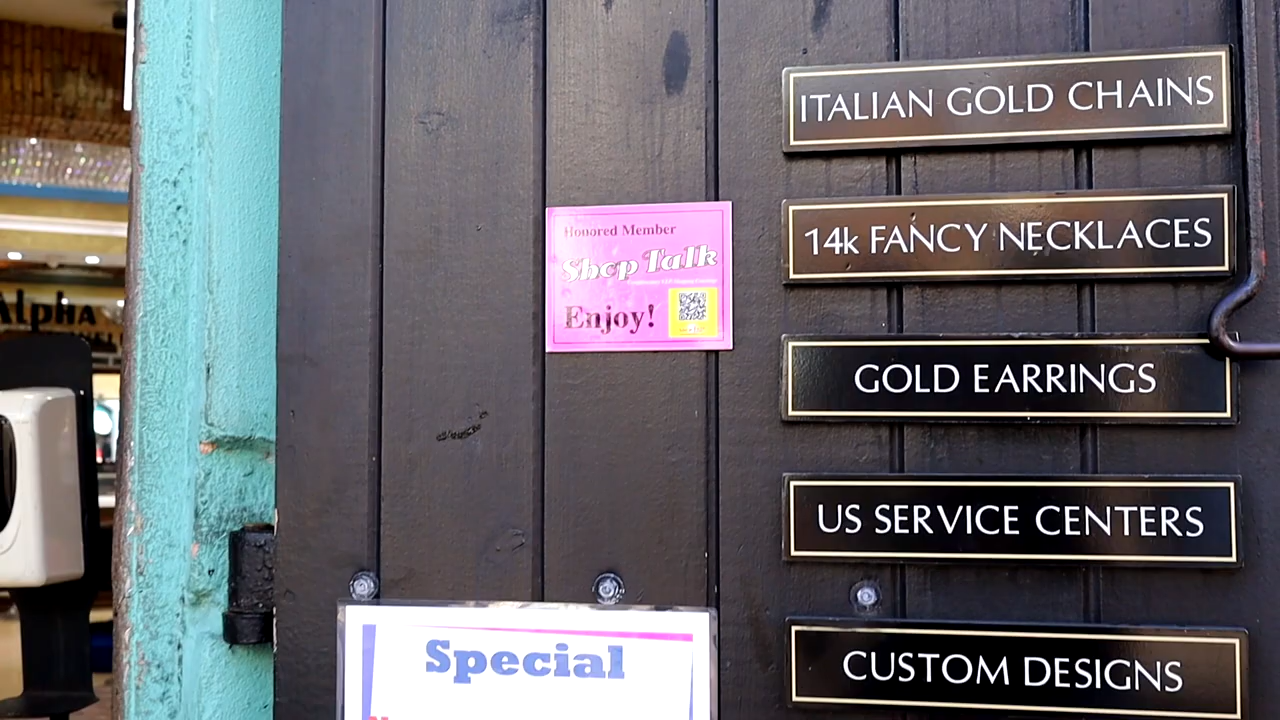 Alpha
Honored Member
Shop Talk
Enjoy!
Special
ITALIAN GOLD CHAINS
14k FANCY NECKLACES
GOLD EARRINGS
US SERVICE CENTERS
CUSTOM DESIGNS